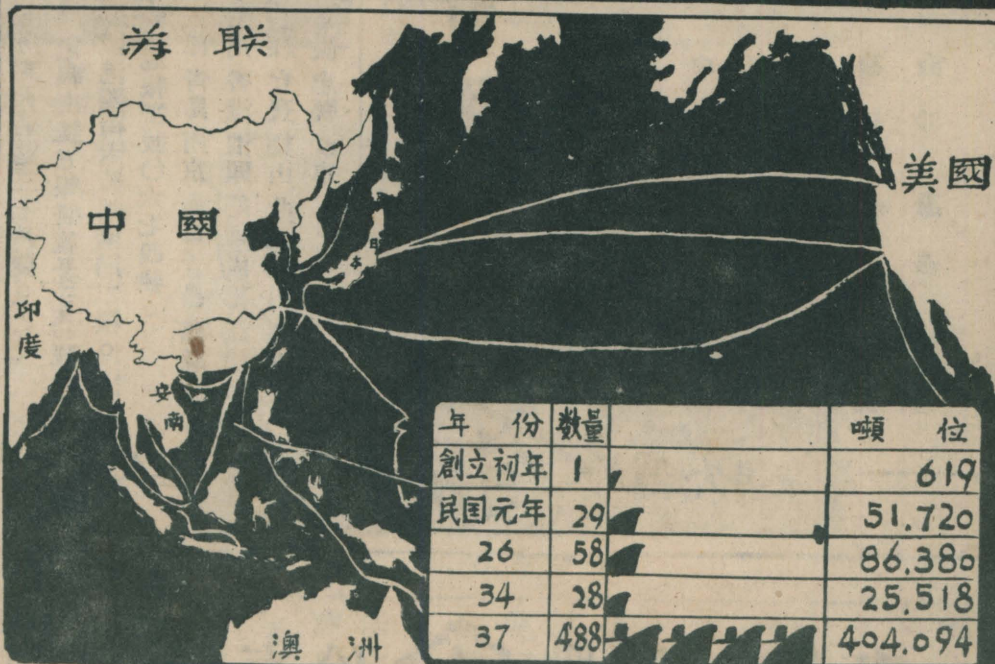 苏联
美國
中國
日本
印度
安南
澳洲
年份 数量 噸位
創立初年 1 619
民国元年 29 51.720
26 58 86.380
34 28 25.518
37 488 404.094